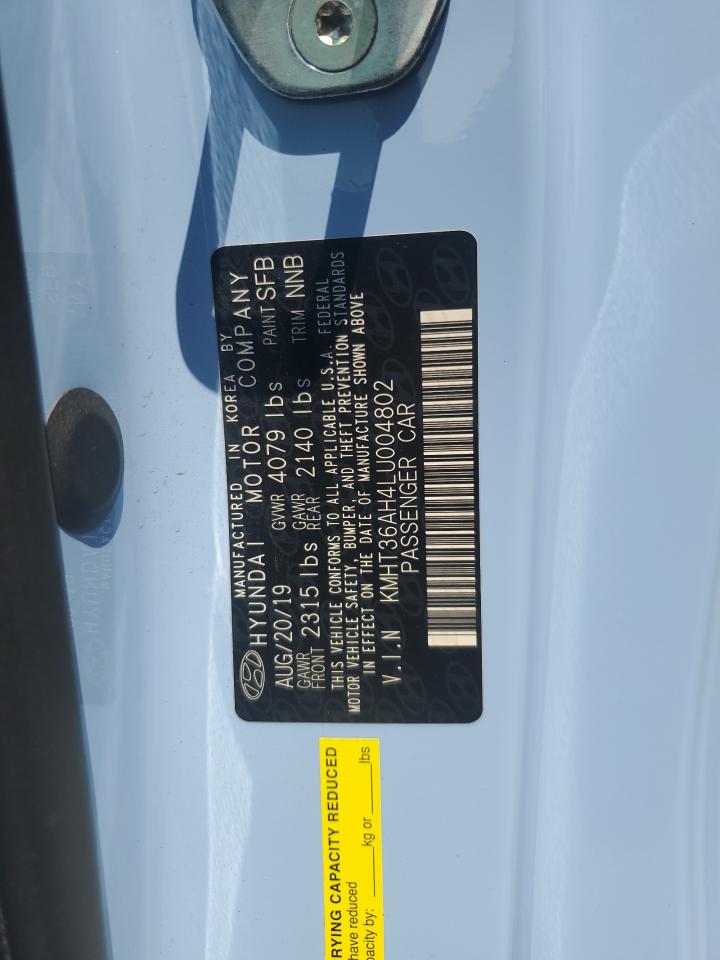 MANUFACTURED IN KOREA BY
HYUNDAI MOTOR COMPANY
AUG/20/19 GVWR 4079 lbs PAINT SFB
GAWR FRONT 2315 lbs GAWR REAR 2140 lbs TRIM NNB
THIS VEHICLE CONFORMS TO ALL APPLICABLE U.S.A. FEDERAL
MOTOR VEHICLE SAFETY, BUMPER, AND THEFT PREVENTION STANDARDS
IN EFFECT ON THE DATE OF MANUFACTURE SHOWN ABOVE
V.I.N KMHT36AH4LU004802
PASSENGER CAR
RYING CAPACITY REDUCED
have reduced
pacity by: ____kg or ____lbs